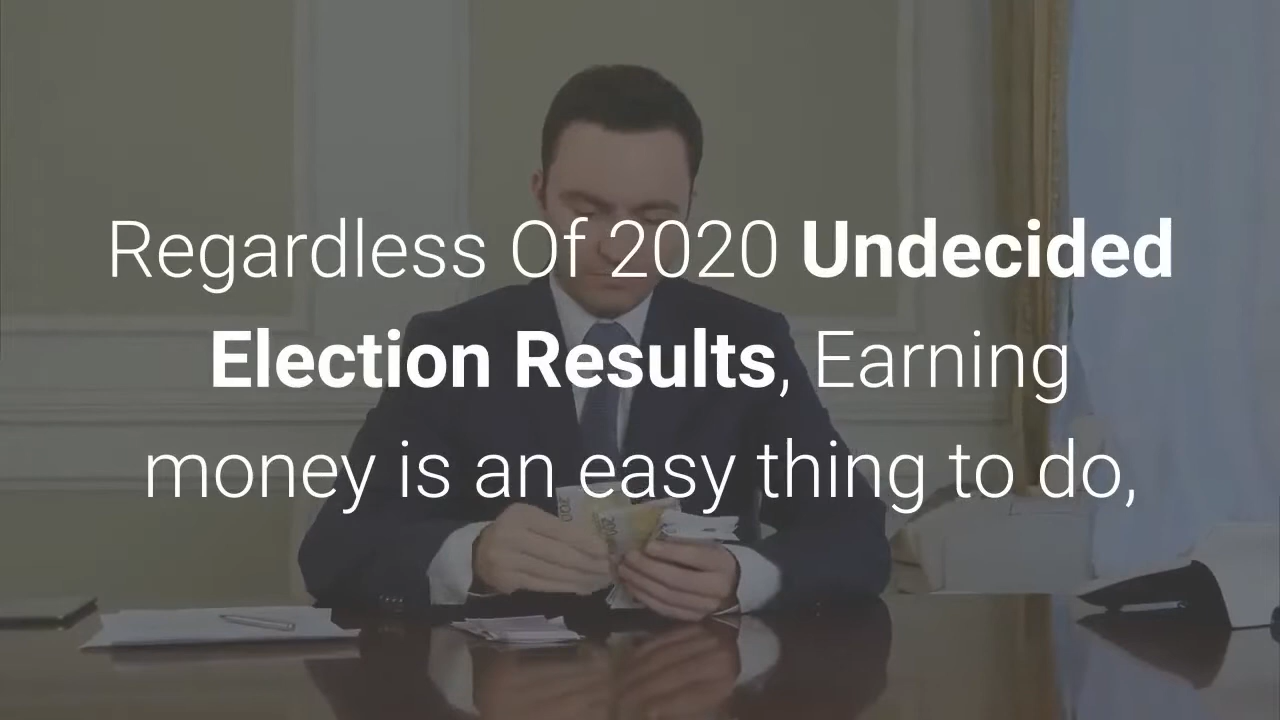 Regardless Of 2020 Undecided
Election Results, Earning
money is an easy thing to do,